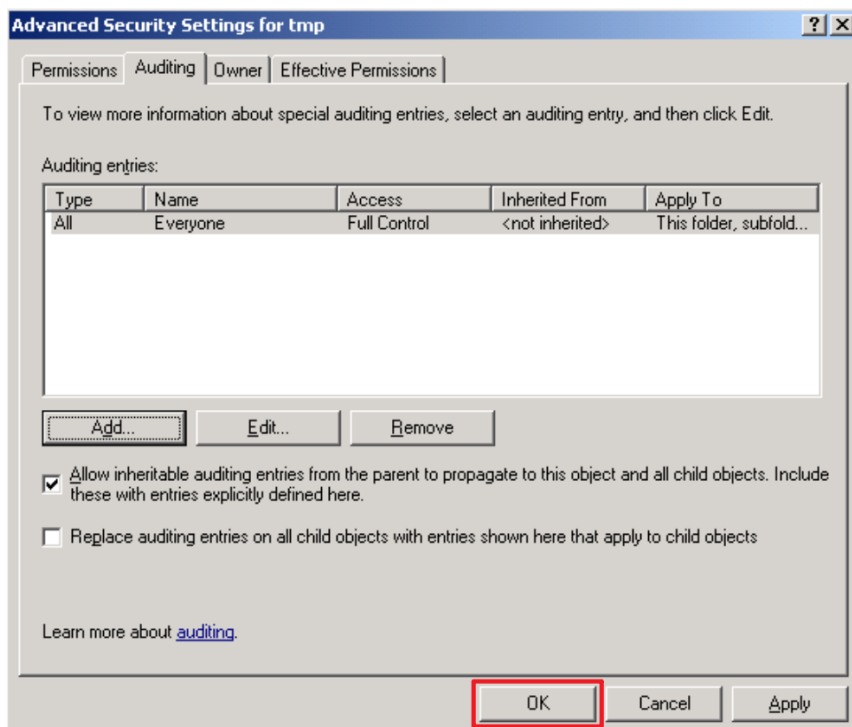 Advanced Security Settings for tmp
Permissions Auditing Owner Effective Permissions
To view more information about special auditing entries, select an auditing entry, and then click Edit.
Auditing entries:
Type Name Access Inherited From Apply To
All Everyone Full Control <not inherited> This folder, subfold...
Add... Edit... Remove
Allow inheritable auditing entries from the parent to propagate to this object and all child objects. Include
these with entries explicitly defined here.
Replace auditing entries on all child objects with entries shown here that apply to child objects
Learn more about auditing.
OK Cancel Apply